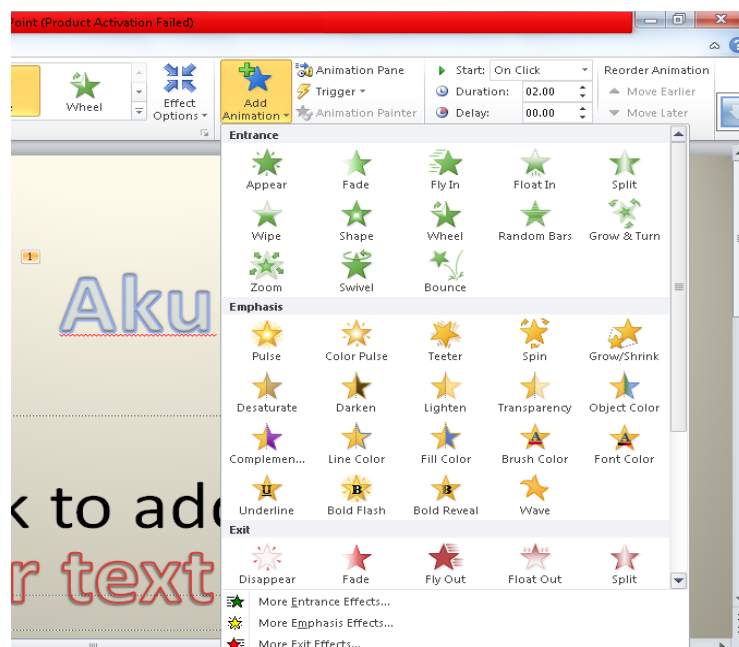 Point (Product Activation Failed)
Animation Pane Start: On Click Reorder Animation
Wheel Effect Options Add Animation Trigger Duration: 02.00 Move Earlier
Animation Painter Delay: 00.00 Move Later
Entrance
Appear Fade Fly In Float In Split
Wipe Shape Wheel Random Bars Grow & Turn
1
Zoom Swivel Bounce
Aku
Emphasis
Pulse Color Pulse Teeter Spin Grow/Shrink
Desaturate Darken Lighten Transparency Object Color
Complemen... Line Color Fill Color Brush Color Font Color
U B B A A
Underline Bold Flash Bold Reveal Wave
k to add
Exit
Disappear Fade Fly Out Float Out Split
r text
More Entrance Effects...
More Emphasis Effects...
More Exit Effects...